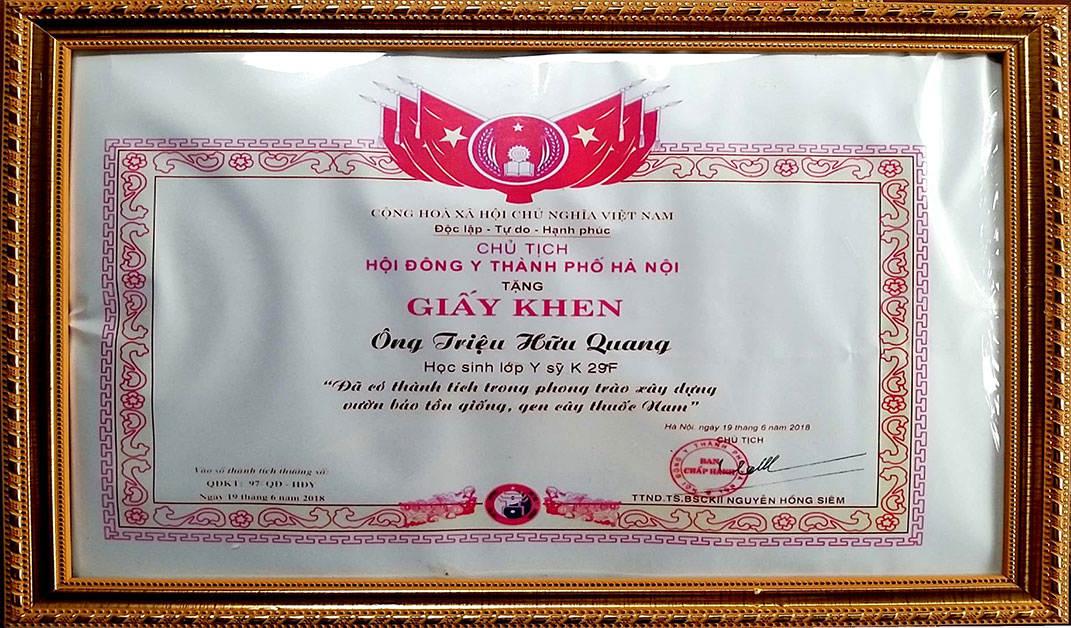 CỘNG HOÀ XÃ HỘI CHỦ NGHĨA VIỆT NAM
Độc lập - Tự do - Hạnh phúc
CHỦ TỊCH
HỘI ĐÔNG Y THÀNH PHỐ HÀ NỘI
TẶNG
GIẤY KHEN
Ông Triệu Hữu Quang
Học sinh lớp Y sỹ K 29F
“Đã có thành tích trong phong trào xây dựng
vườn bảo tồn giống, gen cây thuốc Nam”
Hà Nội, ngày 19 tháng 6 năm 2018
CHỦ TỊCH
BAN
CHẤP HÀNH
TTND.TS.BSCKII NGUYỄN HỒNG SIÊM
Vào sổ thành tích thưởng số:
QĐKT: 97/ QĐ - HĐY
Ngày 19 tháng 6 năm 2018